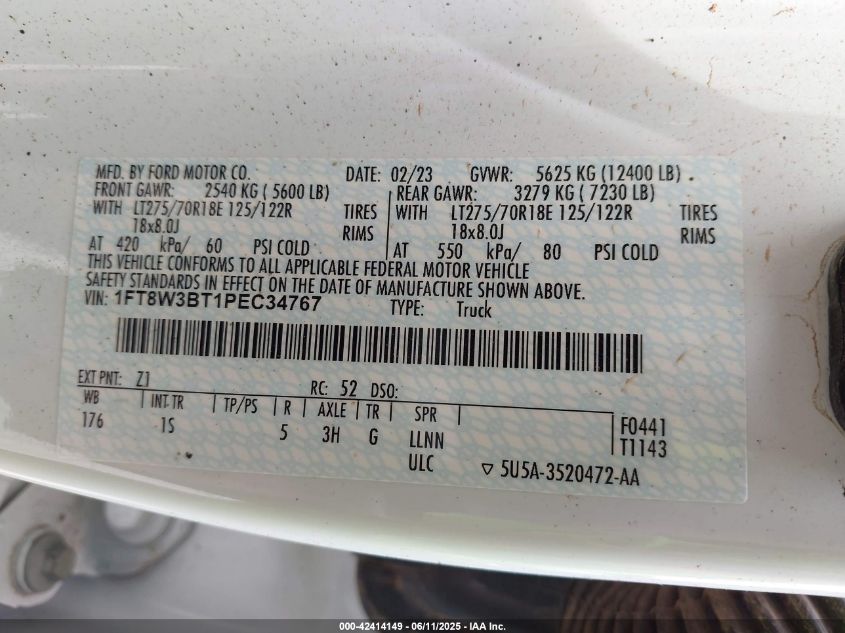 MFD. BY FORD MOTOR CO. DATE: 02/23 GVWR: 5625 KG (12400 LB)
FRONT GAWR: 2540 KG ( 5600 LB) REAR GAWR: 3279 KG ( 7230 LB)
WITH LT275/70R18E 125/122R TIRES WITH LT275/70R18E 125/122R TIRES
18x8.0J RIMS 18x8.0J RIMS
AT 420 kPa/ 60 PSI COLD AT 550 kPa/ 80 PSI COLD
THIS VEHICLE CONFORMS TO ALL APPLICABLE FEDERAL MOTOR VEHICLE
SAFETY STANDARDS IN EFFECT ON THE DATE OF MANUFACTURE SHOWN ABOVE.
VIN: 1FT8W3BT1PEC34767 TYPE: Truck
EXT PNT: Z1 RC: 52 DSO:
WB INT TR TP/PS R AXLE TR SPR
176 1S 5 3H G LLNN F0441
ULC T1143
5U5A-3520472-AA
000-42414149 - 06/11/2025 - IAA Inc.